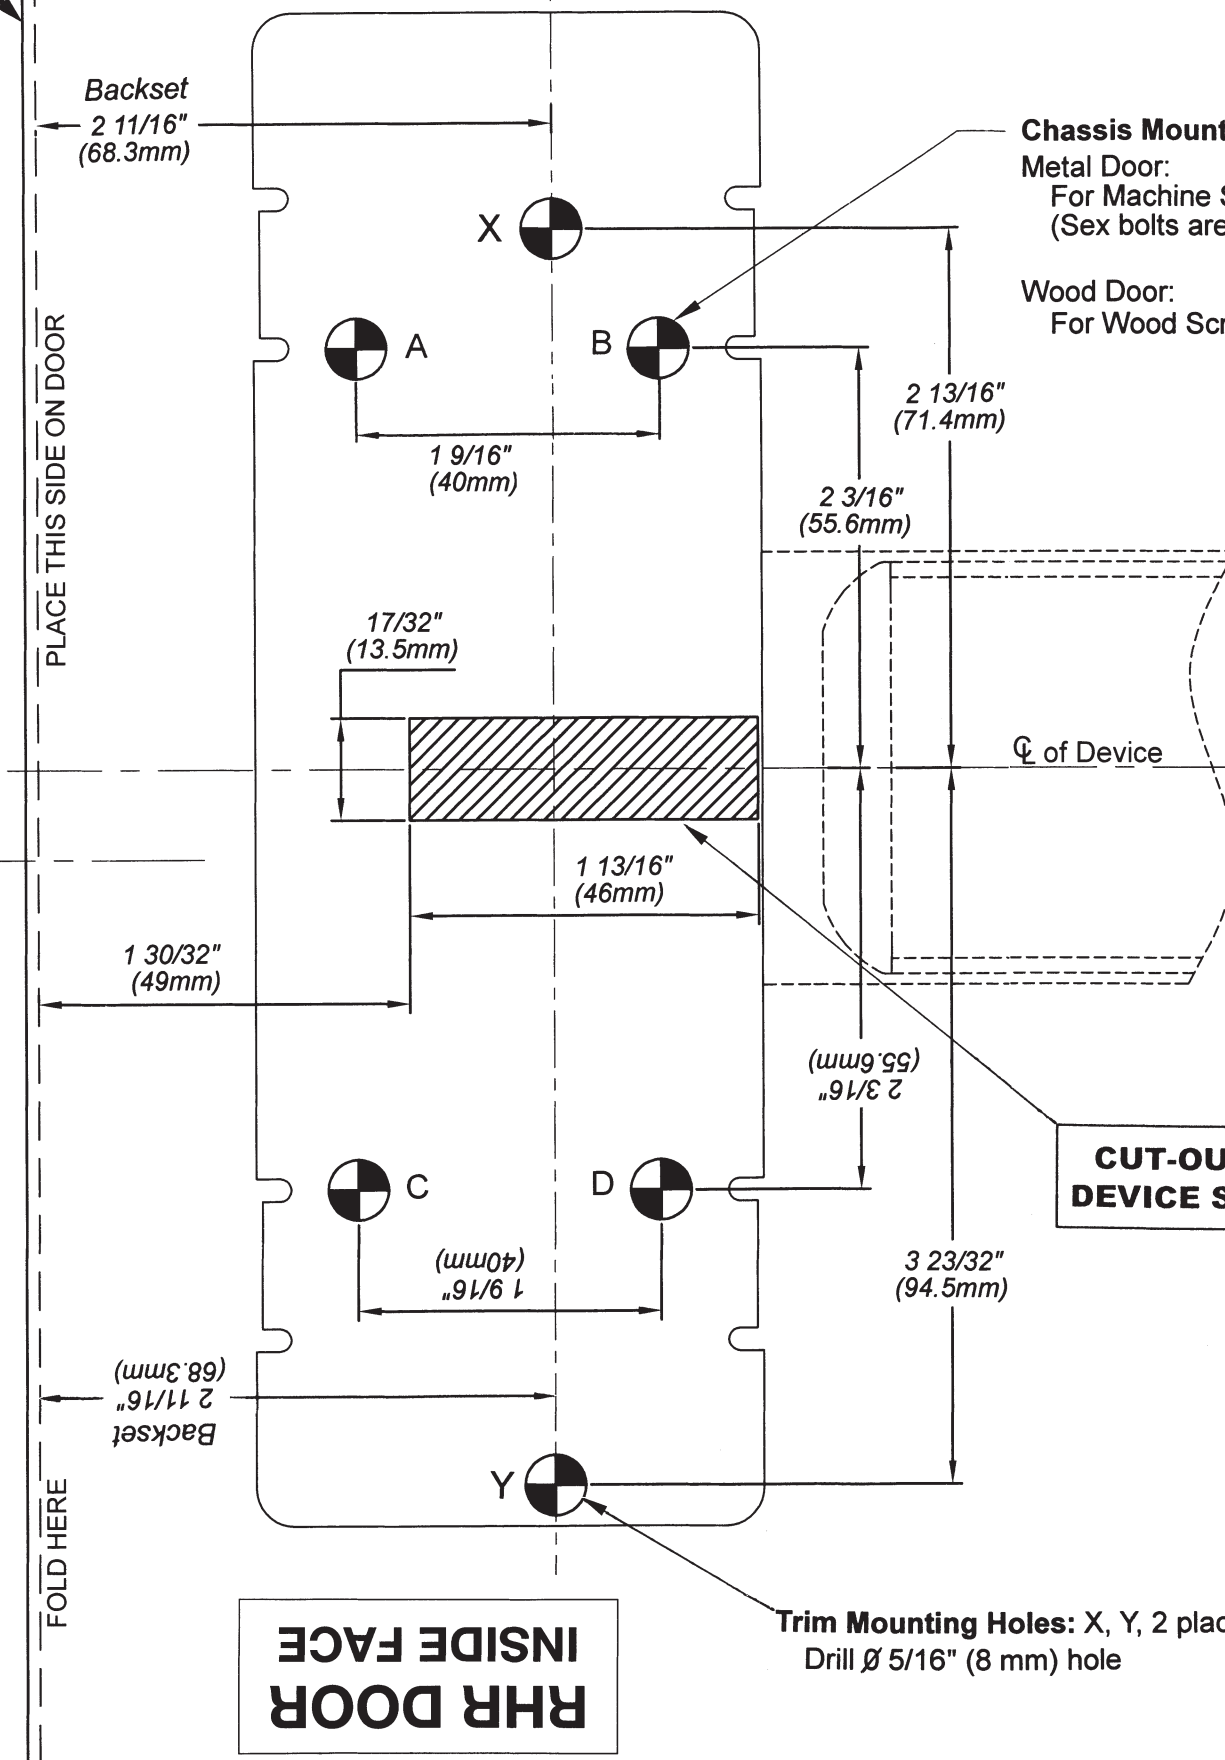 Backset
2 11/16"
(68.3mm)
Chassis Mount
Metal Door:
For Machine S
(Sex bolts are
Wood Door:
For Wood Scr
X
A
B
2 13/16"
(71.4mm)
1 9/16"
(40mm)
2 3/16"
(55.6mm)
PLACE THIS SIDE ON DOOR
17/32"
(13.5mm)
℄ of Device
1 13/16"
(46mm)
1 30/32"
(49mm)
2 3/16"
(55.6mm)
CUT-OU
DEVICE S
C
D
1 9/16"
(40mm)
3 23/32"
(94.5mm)
Backset
2 11/16"
(68.3mm)
Y
FOLD HERE
Trim Mounting Holes: X, Y, 2 plac
Drill Ø 5/16" (8 mm) hole
RHR DOOR
INSIDE FACE